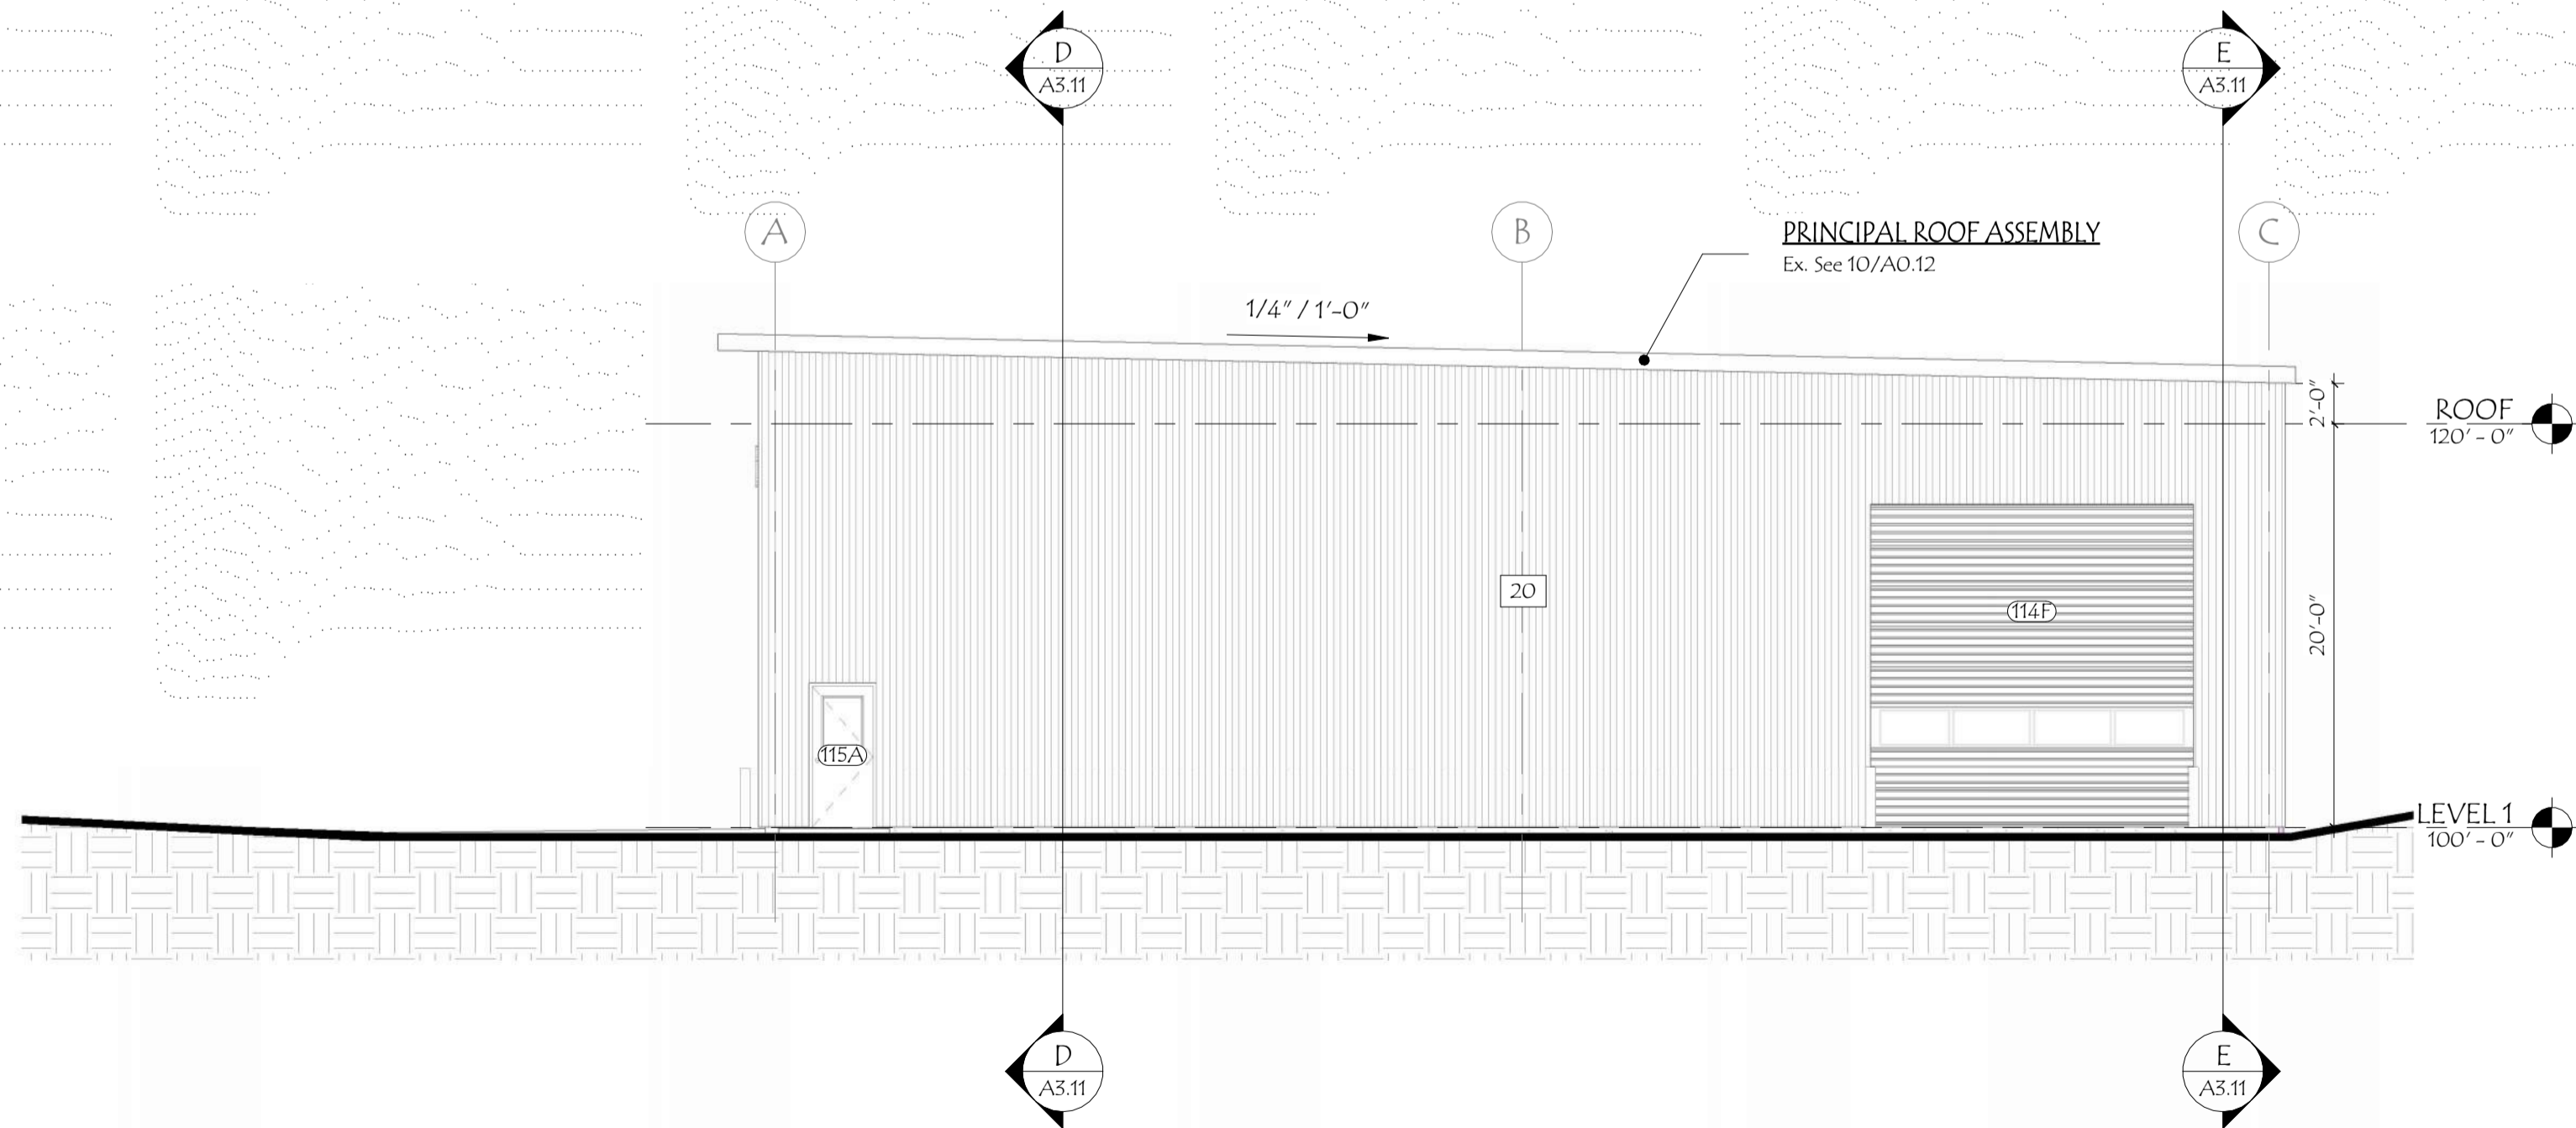 D
A3.11
E
A3.11
A
B
C
PRINCIPAL ROOF ASSEMBLY
Ex. See 10/A0.12
1/4" / 1'-0"
2'-0"
ROOF
120' - 0"
20
114F
20'-0"
115A
LEVEL 1
100' - 0"
D
A3.11
E
A3.11